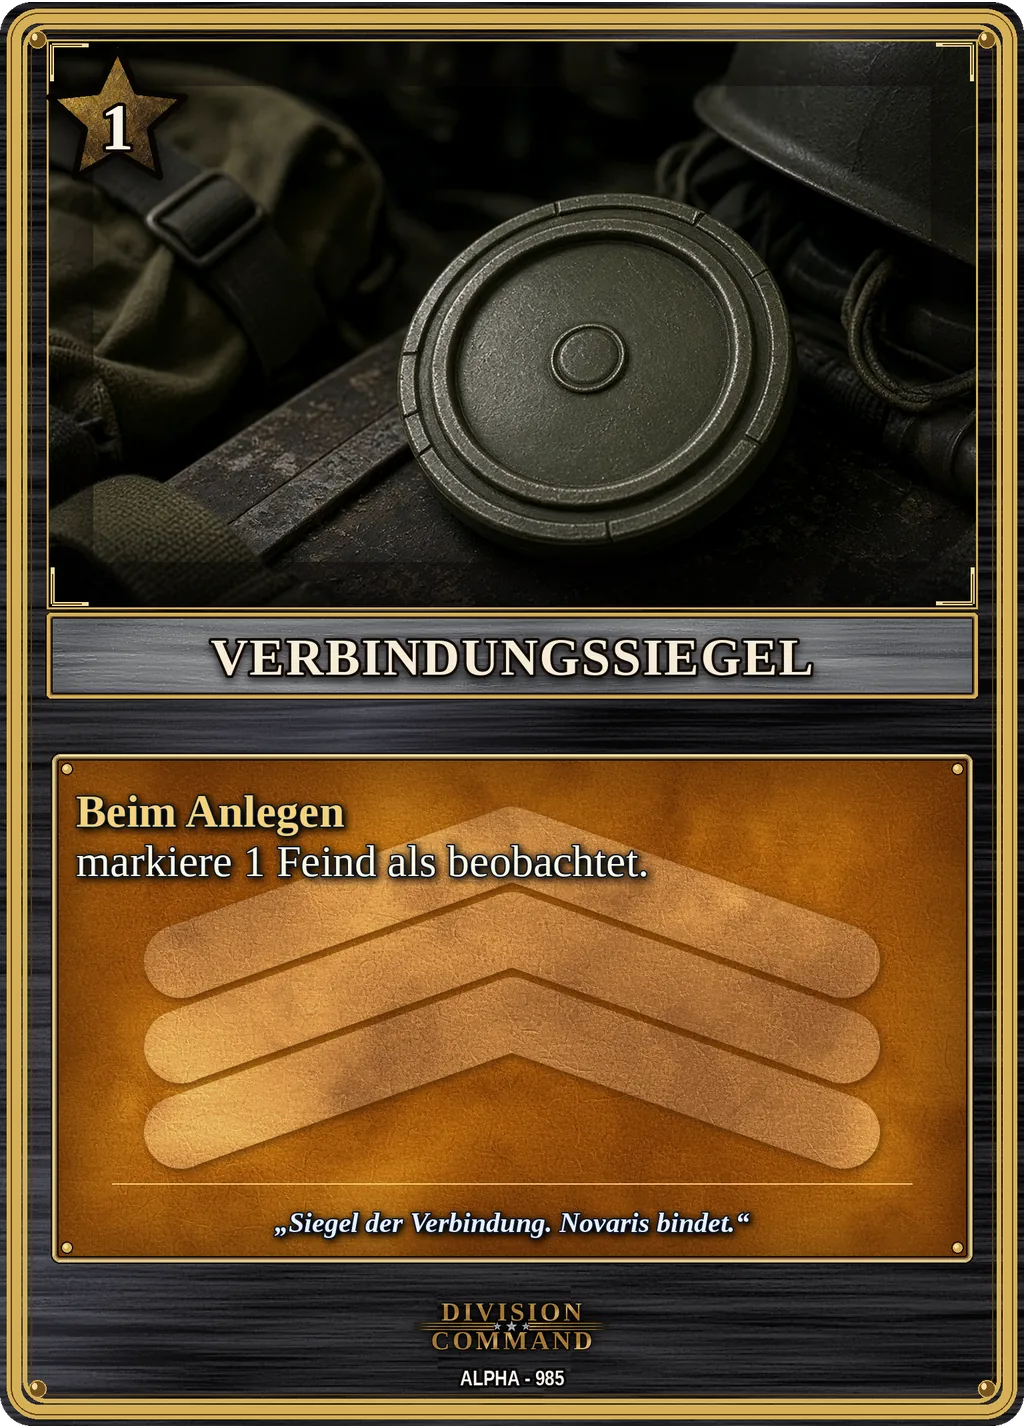 1
VERBINDUNGSSIEGEL
Beim Anlegen
markiere 1 Feind als beobachtet.
„Siegel der Verbindung. Novaris bindet.“
DIVISION
COMMAND
ALPHA - 985